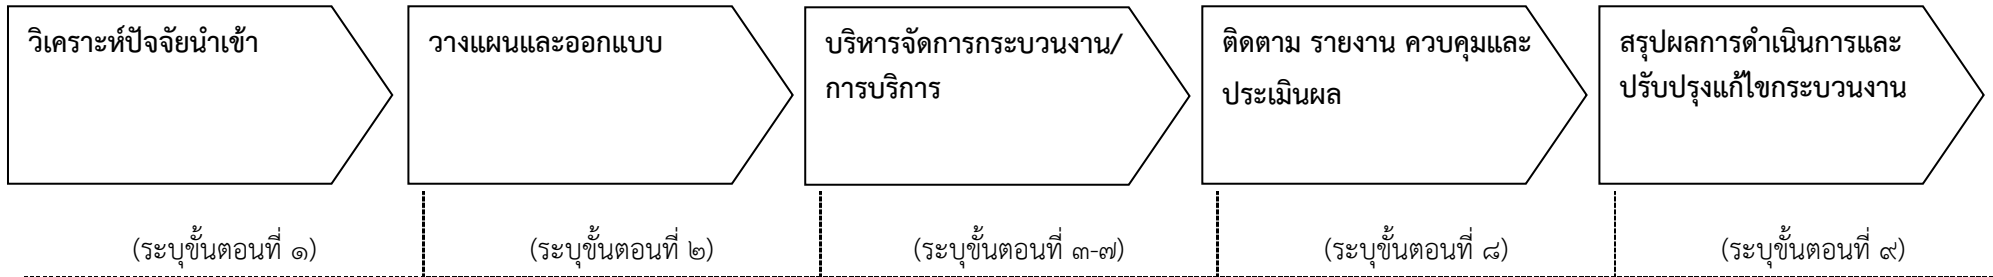 วิเคราะห์ปัจจัยนำเข้า
วางแผนและออกแบบ
บริหารจัดการกระบวนงาน/
การบริการ
ติดตาม รายงาน ควบคุมและ
ประเมินผล
สรุปผลการดำเนินการและ
ปรับปรุงแก้ไขกระบวนงาน
(ระบุขั้นตอนที่ ๑)
(ระบุขั้นตอนที่ ๒)
(ระบุขั้นตอนที่ ๓-๗)
(ระบุขั้นตอนที่ ๘)
(ระบุขั้นตอนที่ ๙)